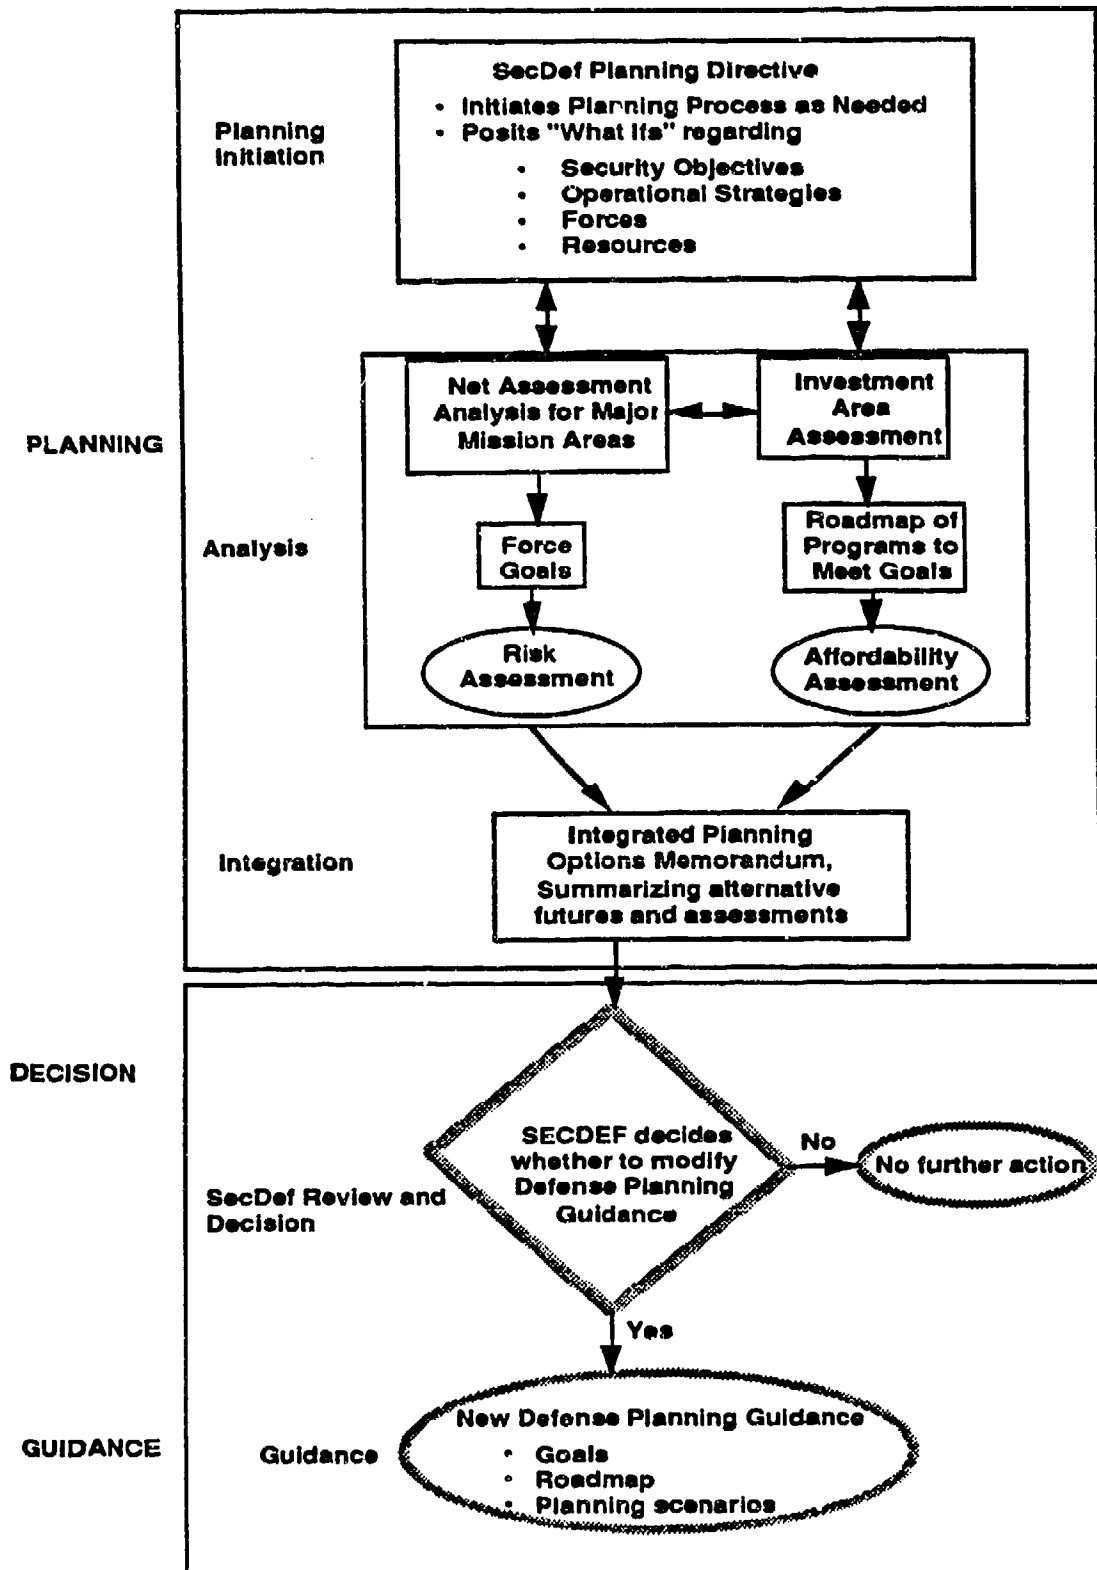 SecDef Planning Directive
• Initiates Planning Process as Needed
• Posits "What Ifs" regarding
• Security Objectives
• Operational Strategies
• Forces
• Resources
Planning
Initiation
Net Assessment
Analysis for Major
Mission Areas
Investment
Area
Assessment
PLANNING
Analysis
Force
Goals
Roadmap of
Programs to
Meet Goals
Risk
Assessment
Affordability
Assessment
Integration
Integrated Planning
Options Memorandum,
Summarizing alternative
futures and assessments
DECISION
SecDef Review and
Decision
SECDEF decides
whether to modify
Defense Planning
Guidance
No
No further action
Yes
GUIDANCE
Guidance
New Defense Planning Guidance
• Goals
• Roadmap
• Planning scenarios